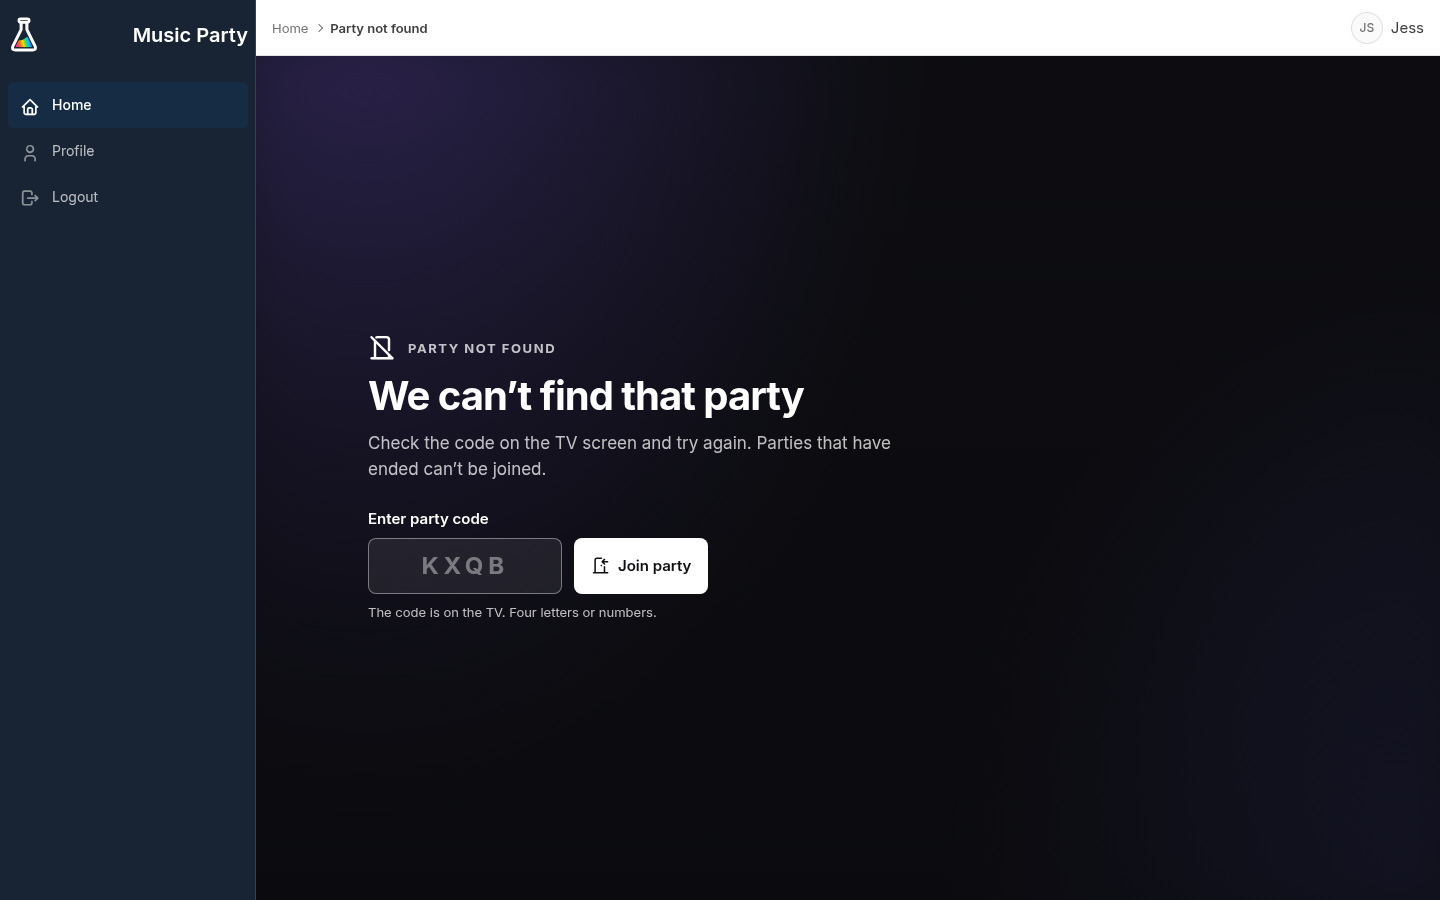 Music Party
Home
Profile
Logout
Home > Party not found
JS Jess
PARTY NOT FOUND
We can’t find that party
Check the code on the TV screen and try again. Parties that have
ended can’t be joined.
Enter party code
KXQB
Join party
The code is on the TV. Four letters or numbers.